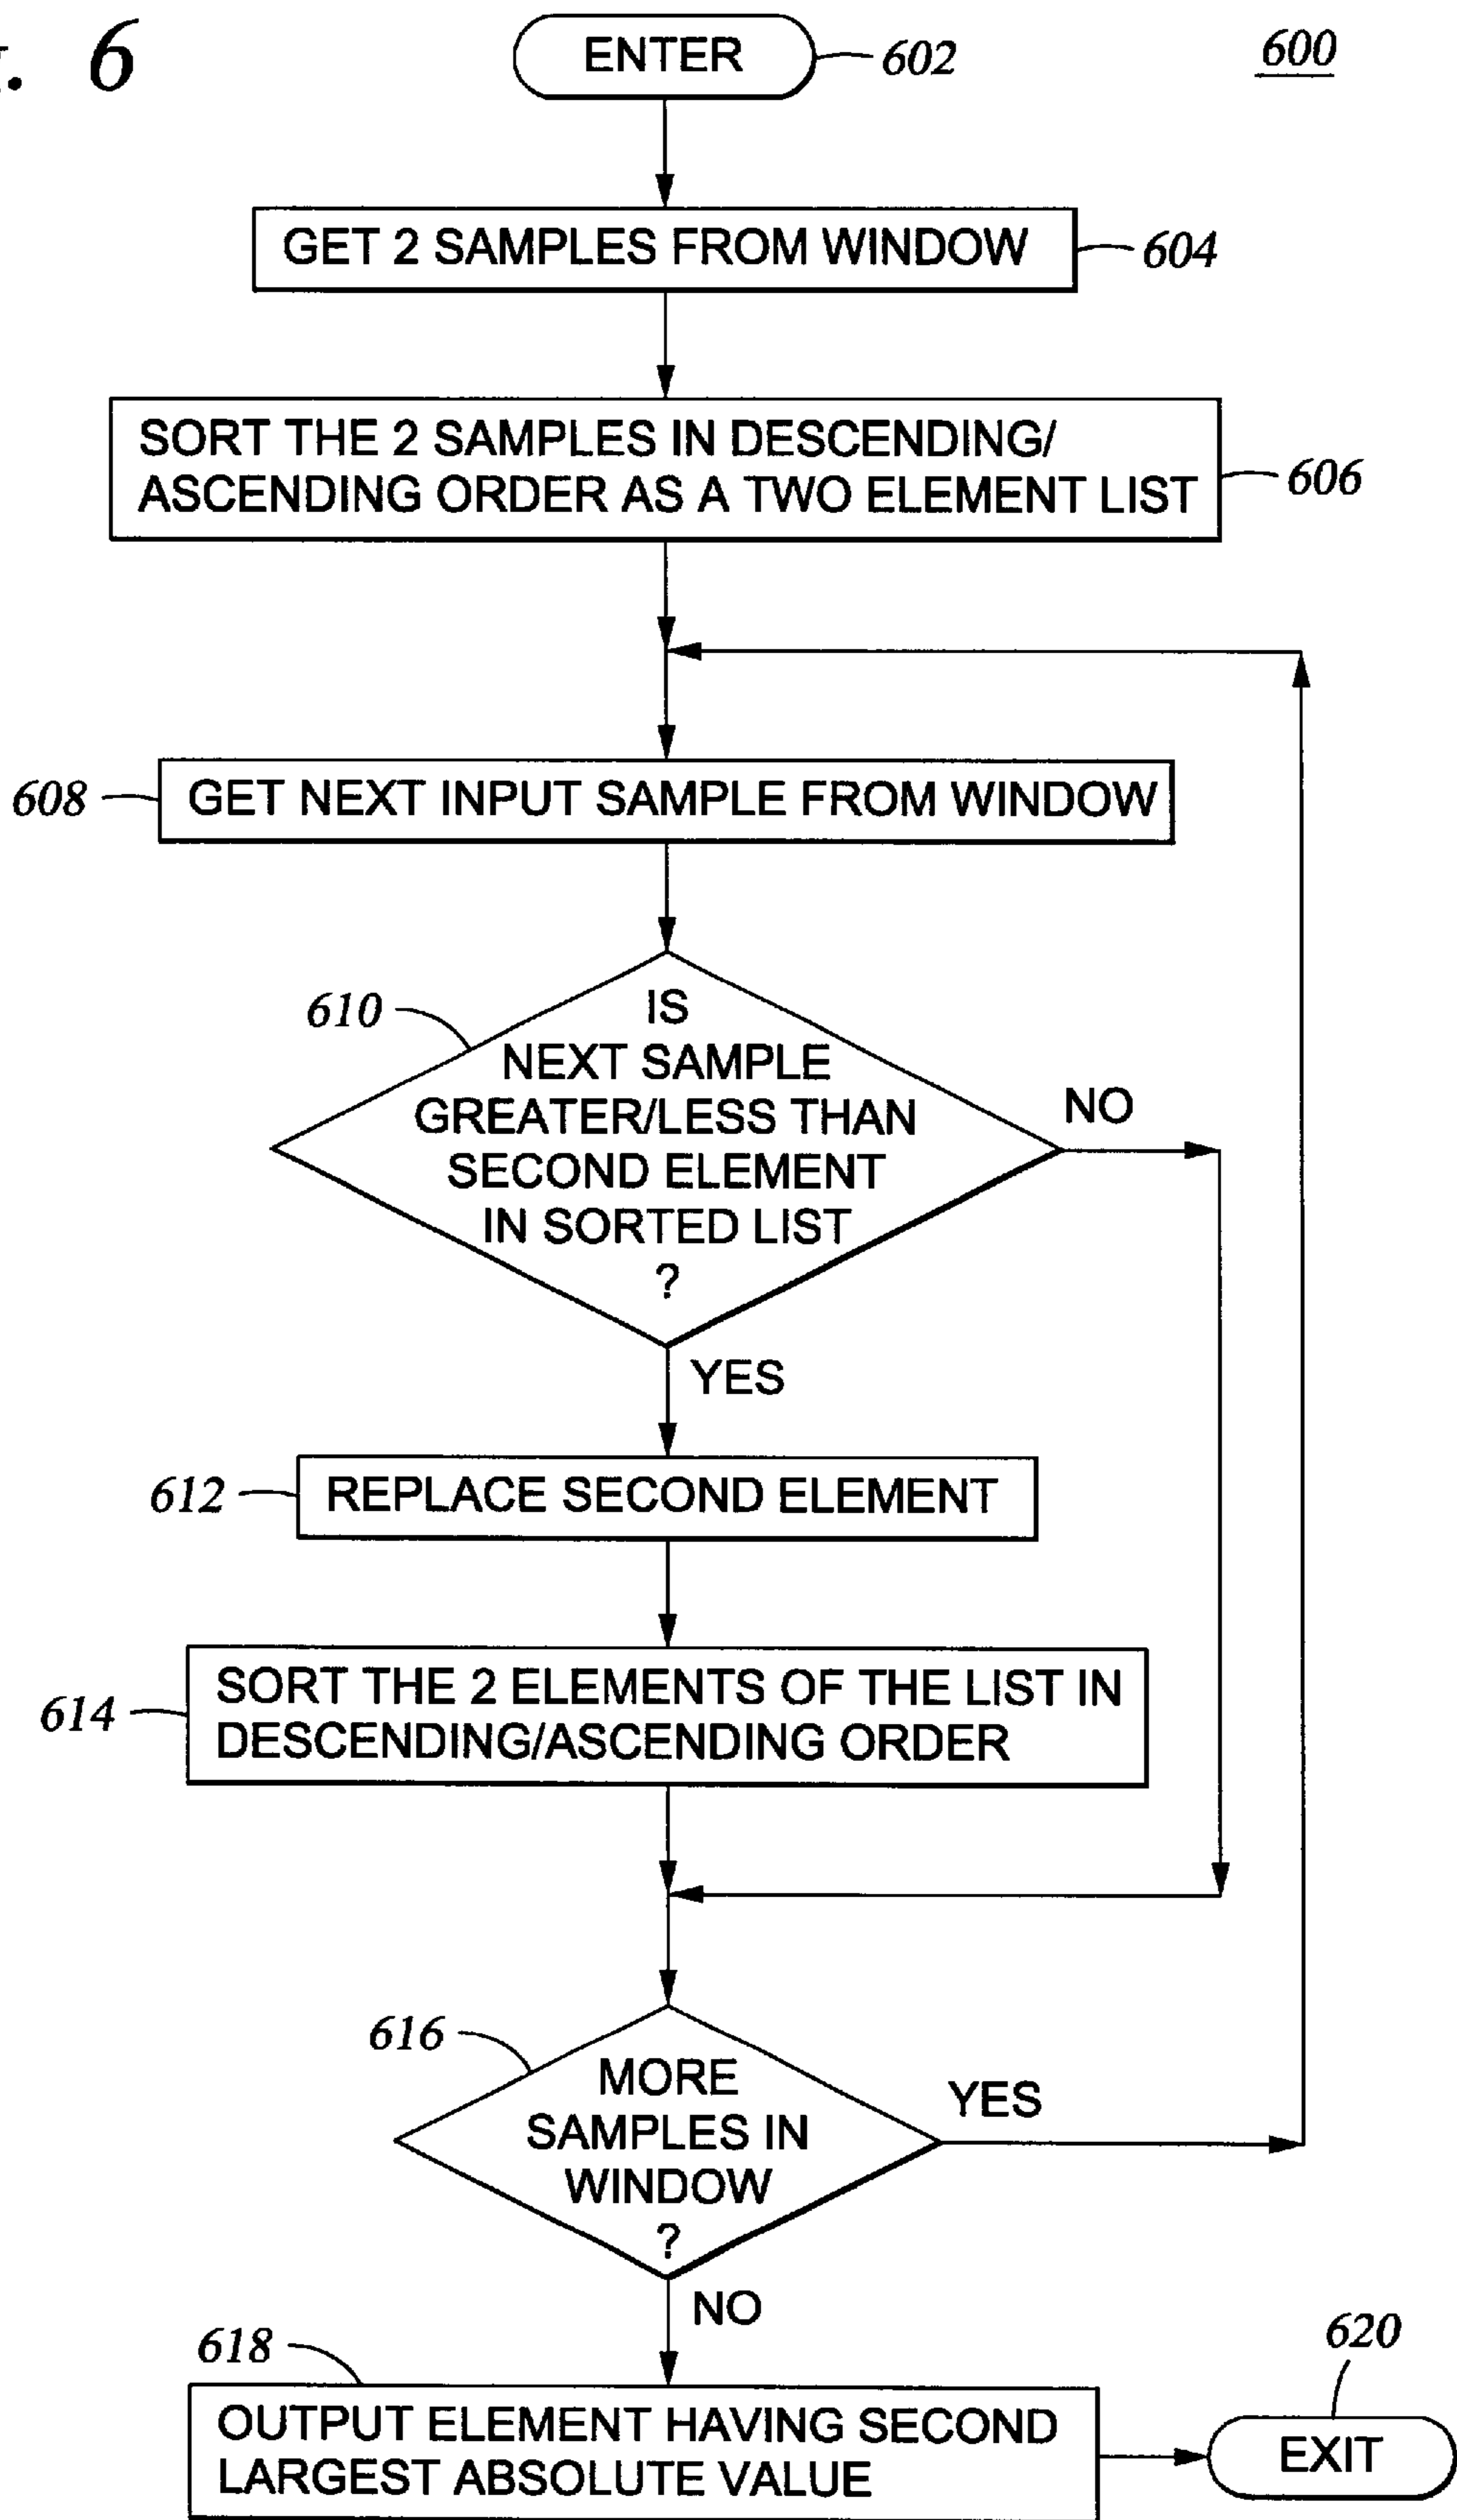 . 6
ENTER
602
600
GET 2 SAMPLES FROM WINDOW
604
SORT THE 2 SAMPLES IN DESCENDING/
ASCENDING ORDER AS A TWO ELEMENT LIST
606
608
GET NEXT INPUT SAMPLE FROM WINDOW
610
IS
NEXT SAMPLE
GREATER/LESS THAN
SECOND ELEMENT
IN SORTED LIST
?
NO
YES
612
REPLACE SECOND ELEMENT
614
SORT THE 2 ELEMENTS OF THE LIST IN
DESCENDING/ASCENDING ORDER
616
MORE
SAMPLES IN
WINDOW
?
YES
NO
618
OUTPUT ELEMENT HAVING SECOND
LARGEST ABSOLUTE VALUE
620
EXIT